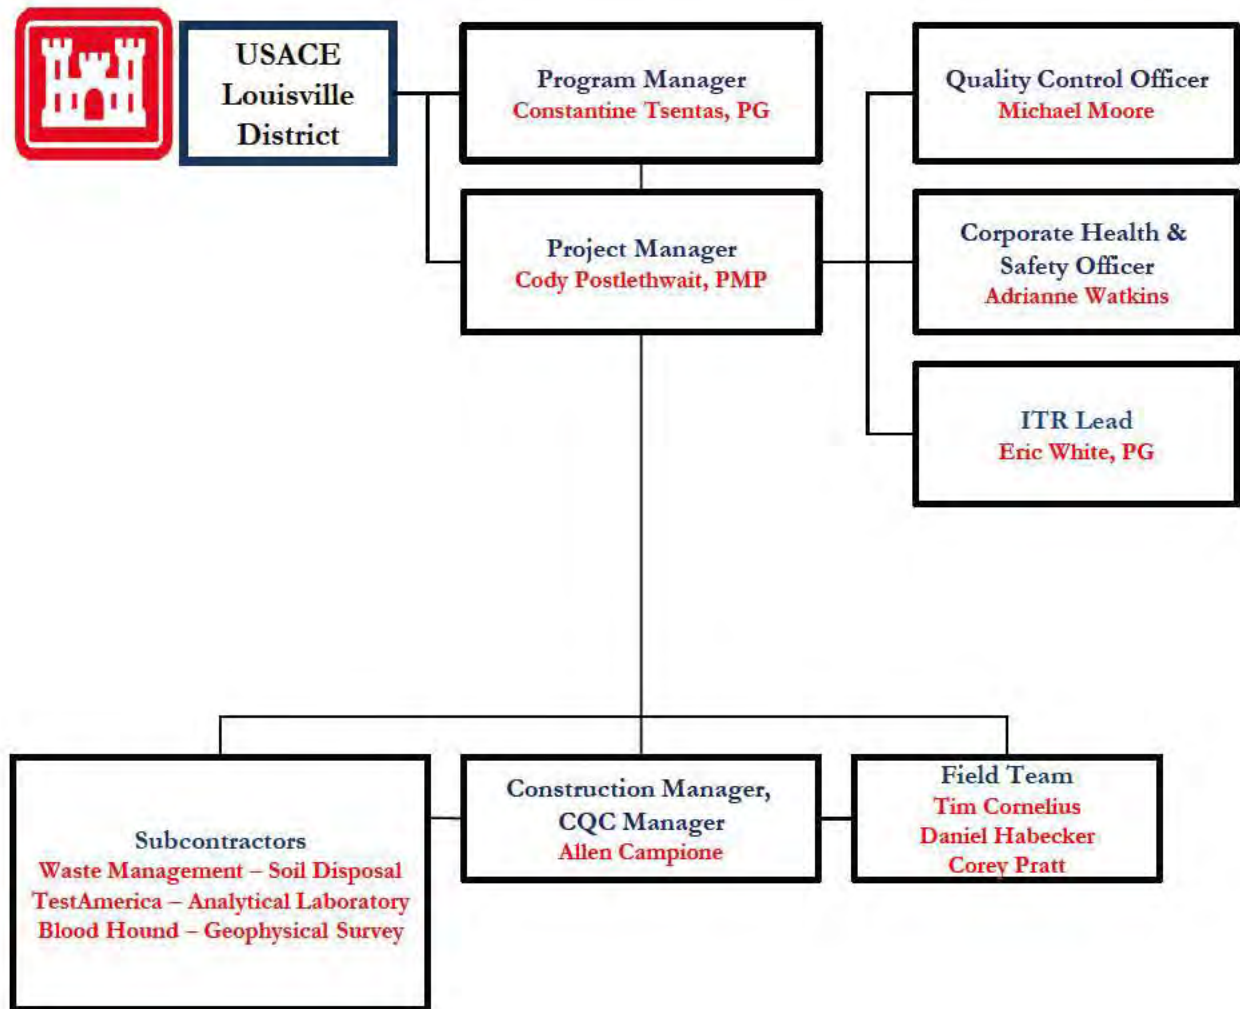 USACE
Louisville
District
Program Manager
Constantine Tsentas, PG
Quality Control Officer
Michael Moore
Project Manager
Cody Postlethwait, PMP
Corporate Health &
Safety Officer
Adrianne Watkins
ITR Lead
Eric White, PG
Subcontractors
Waste Management – Soil Disposal
TestAmerica – Analytical Laboratory
Blood Hound – Geophysical Survey
Construction Manager,
CQC Manager
Allen Campione
Field Team
Tim Cornelius
Daniel Habecker
Corey Pratt